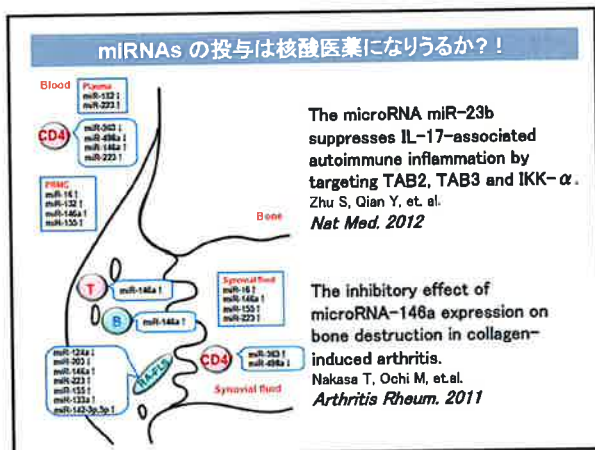 miRNAs の投与は核酸医薬になりうるか?!
Blood
Plasma
miR-132↓
miR-223↑
CD4
miR-363↓
miR-498↓
miR-146a↑
miR-223↑
PBMC
miR-16↑
miR-132↑
miR-146a↑
miR-155↑
Bone
T
miR-146a↑
B
miR-146a↑
Synovial fluid
miR-16↑
miR-146a↑
miR-155↑
miR-223↑
miR-124a↓
miR-203↓
miR-146a↑
miR-223↑
miR-155↑
miR-133a↑
miR-142-3p,5p↑
RA-FLS
CD4
miR-363↑
miR-498↓
Synovial fluid
The microRNA miR-23b
suppresses IL-17-associated
autoimmune inflammation by
targeting TAB2, TAB3 and IKK-α.
Zhu S, Qian Y, et. al.
Nat Med. 2012
The inhibitory effect of
microRNA-146a expression on
bone destruction in collagen-
induced arthritis.
Nakasa T, Ochi M, et.al.
Arthritis Rheum. 2011